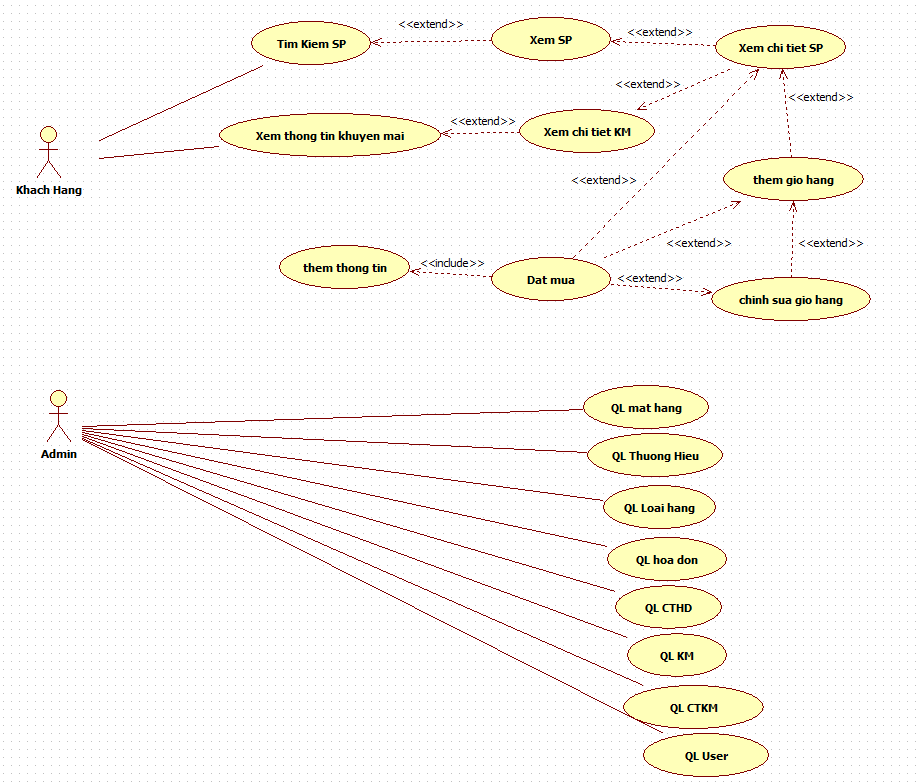 <<extend>>
Tim Kiem SP
Xem SP
<<extend>>
Xem chi tiet SP
<<extend>>
<<extend>>
<<extend>>
Xem thong tin khuyen mai
Xem chi tiet KM
Khach Hang
<<extend>>
them gio hang
<<extend>>
<<extend>>
<<include>>
them thong tin
Dat mua
<<extend>>
chinh sua gio hang
QL mat hang
Admin
QL Thuong Hieu
QL Loai hang
QL hoa don
QL CTHD
QL KM
QL CTKM
QL User